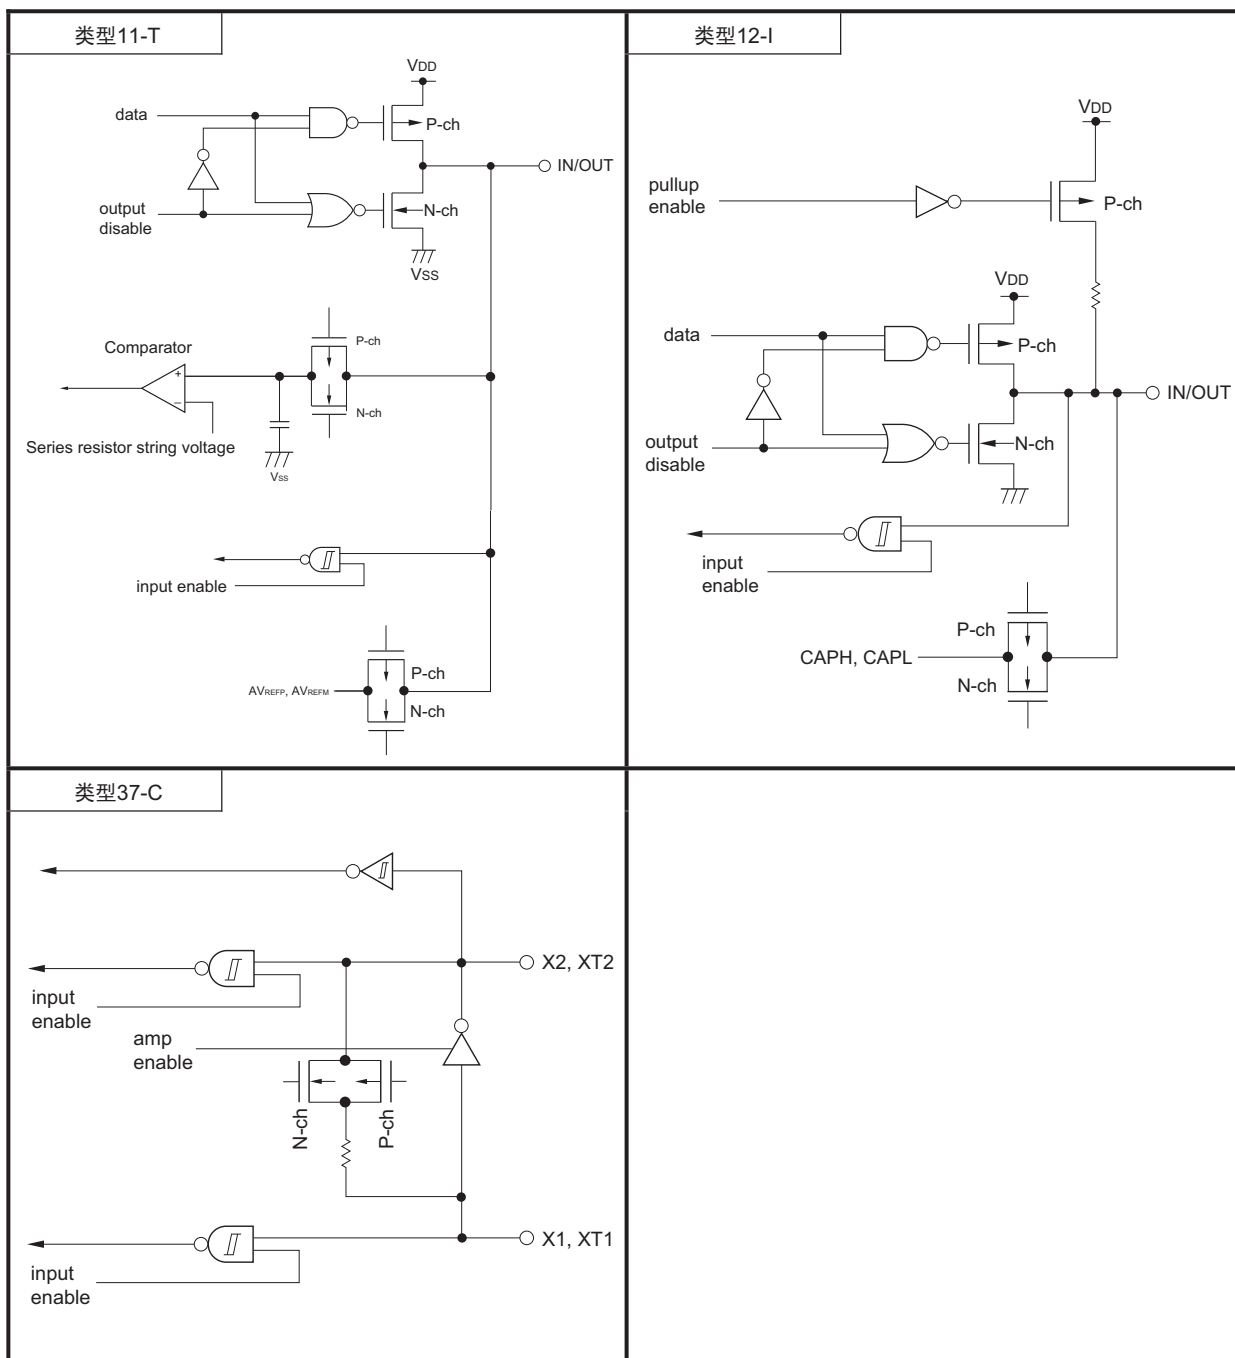 类型11-T
VDD
data
P-ch
IN/OUT
output
disable
N-ch
VSS
P-ch
Comparator
+
–
N-ch
Series resistor string voltage
VSS
input enable
P-ch
AVREFP, AVREFM
N-ch
类型12-I
VDD
pullup
enable
P-ch
VDD
data
P-ch
IN/OUT
output
disable
N-ch
input
enable
P-ch
CAPH, CAPL
N-ch
类型37-C
X2, XT2
input
enable
amp
enable
N-ch
P-ch
X1, XT1
input
enable